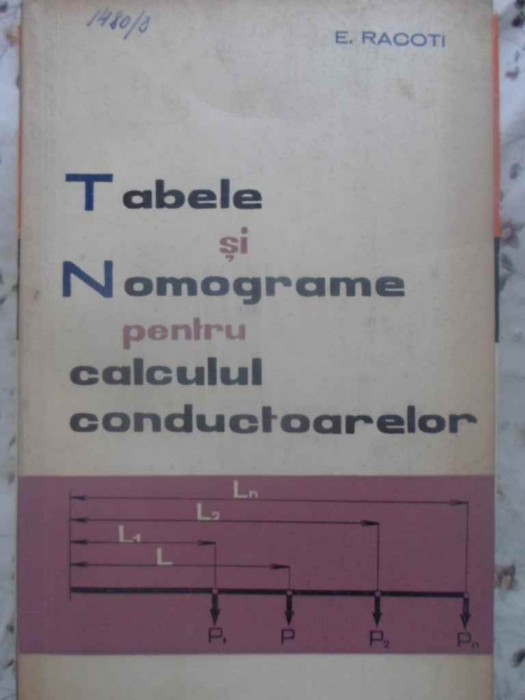 1480/3
E. RACOTI
Tabele
și
Nomograme
pentru
calculul
conductoarelor
Ln
L2
L1
L
P1 P P2 Pn